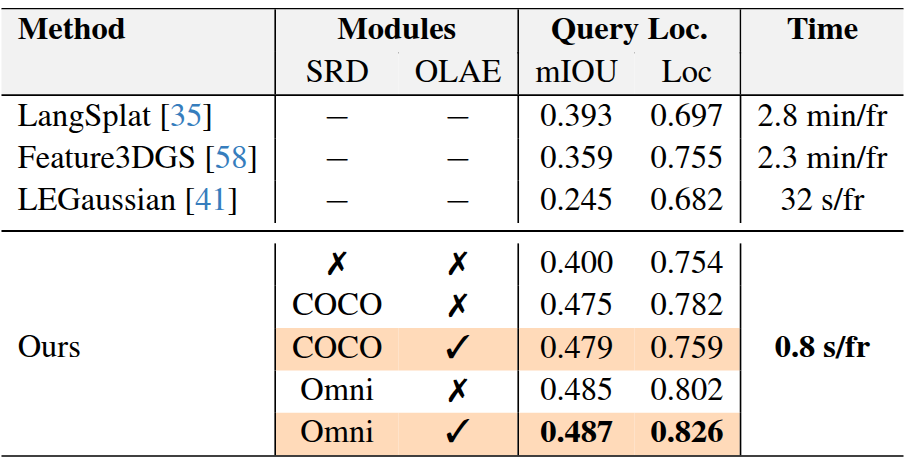 Method Modules Query Loc. Time
SRD OLAE mIOU Loc
LangSplat [35] – – 0.393 0.697 2.8 min/fr
Feature3DGS [58] – – 0.359 0.755 2.3 min/fr
LEGaussian [41] – – 0.245 0.682 32 s/fr
✗ ✗ 0.400 0.754
COCO ✗ 0.475 0.782
Ours COCO ✓ 0.479 0.759 0.8 s/fr
Omni ✗ 0.485 0.802
Omni ✓ 0.487 0.826